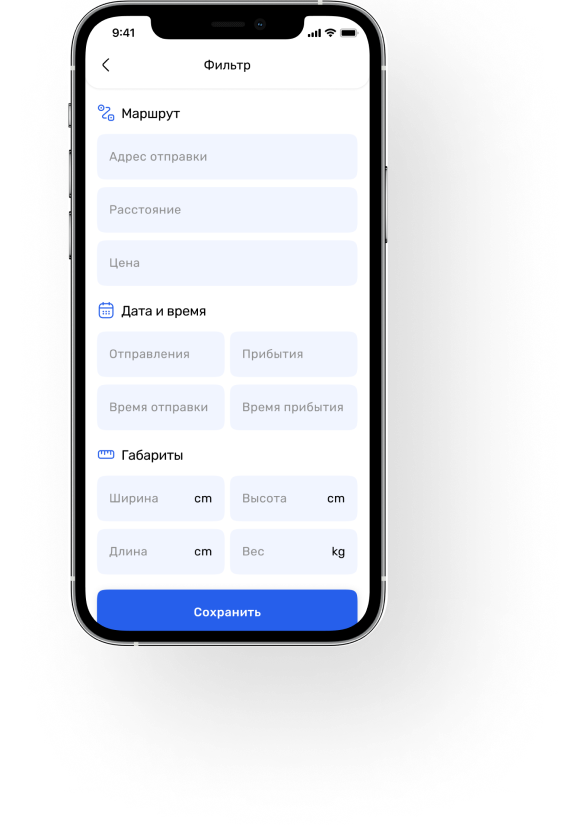 9:41
Фильтр
Маршрут
Адрес отправки
Расстояние
Цена
Дата и время
Отправления Прибытия
Время отправки Время прибытия
Габариты
Ширина cm Высота cm
Длина cm Вес kg
Сохранить